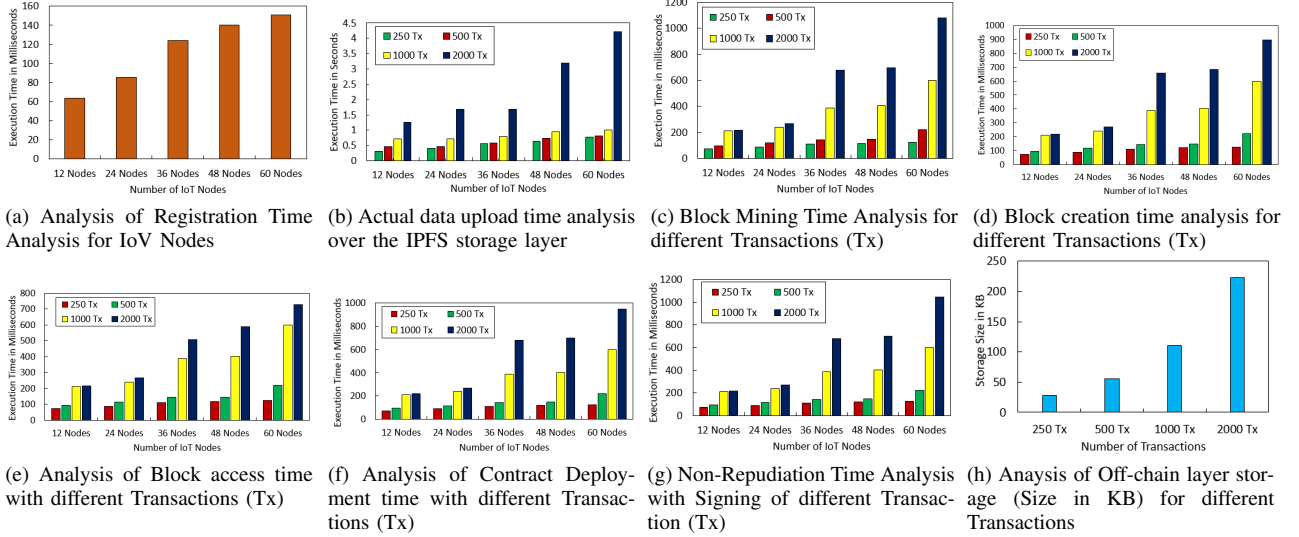 160
140
120
100
80
60
40
20
0
Execution Time in Milliseconds
12 Nodes 24 Nodes 36 Nodes 48 Nodes 60 Nodes
Number of IoT Nodes
(a) Analysis of Registration Time
Analysis for IoV Nodes
4.5
4
3.5
3
2.5
2
1.5
1
0.5
0
Execution Time in Seconds
250 Tx 500 Tx
1000 Tx 2000 Tx
12 Nodes 24 Nodes 36 Nodes 48 Nodes 60 Nodes
Number of IoT Nodes
(b) Actual data upload time analysis
over the IPFS storage layer
1200
1000
800
600
400
200
0
Exection Time in milliseconds
250 Tx 500 Tx
1000 Tx 2000 Tx
12 Nodes 24 Nodes 36 Nodes 48 Nodes 60 Nodes
Number of IoT Nodes
(c) Block Mining Time Analysis for
different Transactions (Tx)
1000
900
800
700
600
500
400
300
200
100
0
Execution Time in Milliseconds
250 Tx 500 Tx
1000 Tx 2000 Tx
12 Nodes 24 Nodes 36 Nodes 48 Nodes 60 Nodes
Number of IoT Nodes
(d) Block creation time analysis for
different Transactions (Tx)
800
700
600
500
400
300
200
100
0
Execution Time in Milliseconds
250 Tx 500 Tx
1000 Tx 2000 Tx
12 Nodes 24 Nodes 36 Nodes 48 Nodes 60 Nodes
Number of IoT Nodes
(e) Analysis of Block access time
with different Transactions (Tx)
1000
800
600
400
200
0
Execution Time in Milliseconds
250 Tx 500 Tx
1000 Tx 2000 Tx
12 Nodes 24 Nodes 36 Nodes 48 Nodes 60 Nodes
Number of IoT Nodes
(f) Analysis of Contract Deploy-
ment time with different Transac-
tions (Tx)
1200
1000
800
600
400
200
0
Execution Time in Milliseconds
250 Tx 500 Tx
1000 Tx 2000 Tx
12 Nodes 24 Nodes 36 Nodes 48 Nodes 60 Nodes
Number of IoT Nodes
(g) Non-Repudiation Time Analysis
with Signing of different Transac-
tion (Tx)
250
200
150
100
50
0
Storage Size in KB
250 Tx 500 Tx 1000 Tx 2000 Tx
Number of Transactions
(h) Anaysis of Off-chain layer stor-
age (Size in KB) for different
Transactions